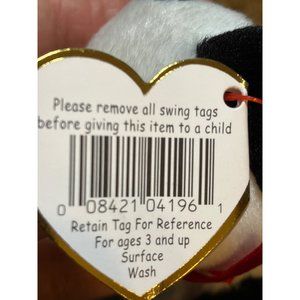 Please remove all swing tags
before giving this item to a child
0 08421 04196 1
Retain Tag For Reference
For ages 3 and up
Surface
Wash